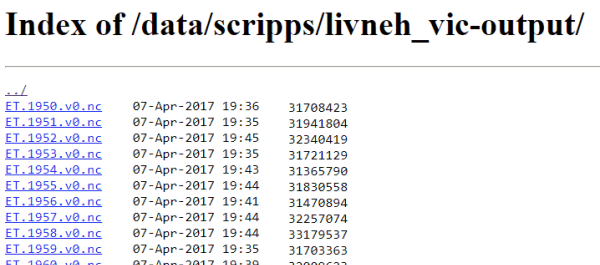 Index of /data/scripps/livneh_vic-output/
../
ET.1950.v0.nc 07-Apr-2017 19:36 31708423
ET.1951.v0.nc 07-Apr-2017 19:35 31941804
ET.1952.v0.nc 07-Apr-2017 19:45 32340419
ET.1953.v0.nc 07-Apr-2017 19:35 31721129
ET.1954.v0.nc 07-Apr-2017 19:43 31365790
ET.1955.v0.nc 07-Apr-2017 19:44 31830558
ET.1956.v0.nc 07-Apr-2017 19:41 31470894
ET.1957.v0.nc 07-Apr-2017 19:44 32257074
ET.1958.v0.nc 07-Apr-2017 19:44 33179537
ET.1959.v0.nc 07-Apr-2017 19:35 31703363
ET.1960.v0.nc 07-Apr-2017 19:39